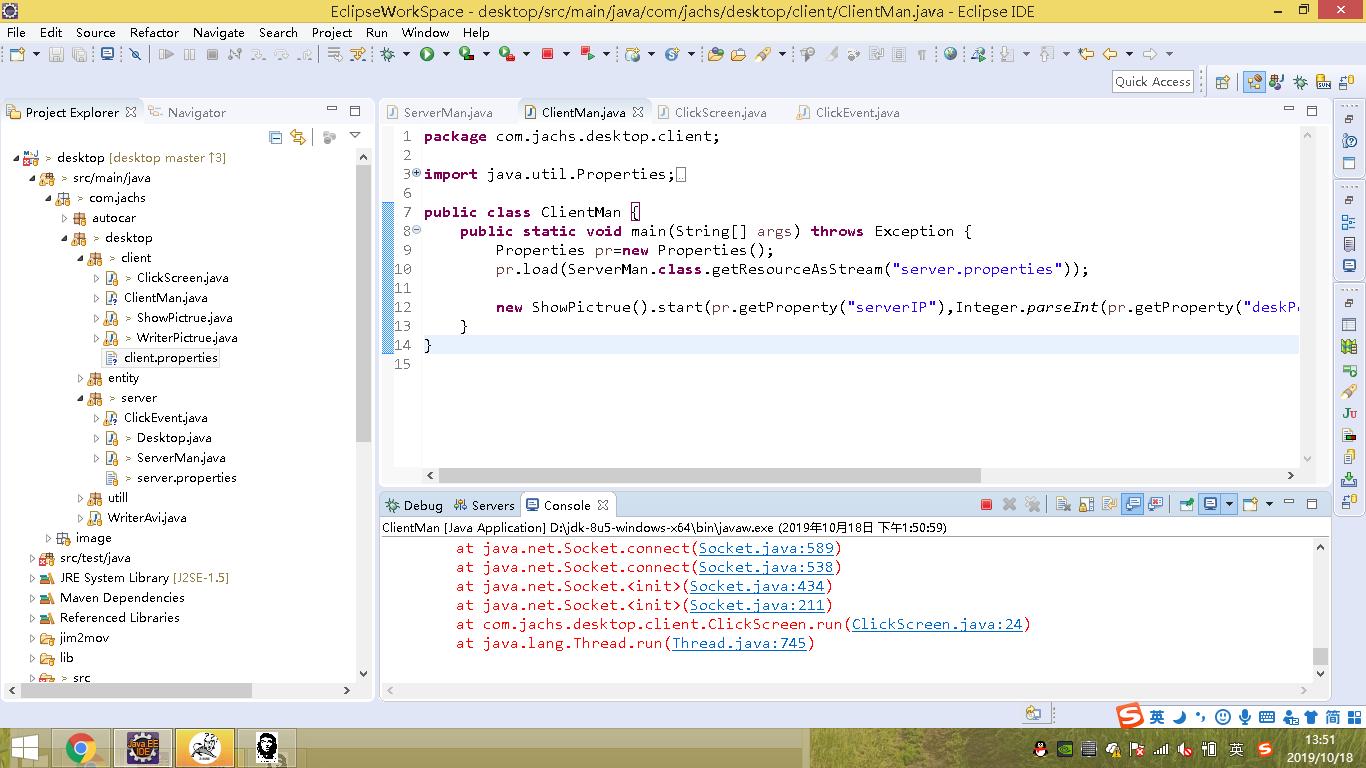 EclipseWorkSpace - desktop/src/main/java/com/jachs/desktop/client/ClientMan.java - Eclipse IDE
File Edit Source Refactor Navigate Search Project Run Window Help
Quick Access
Project Explorer Navigator
> desktop [desktop master ↑3]
> src/main/java
> com.jachs
autocar
> desktop
> client
> ClickScreen.java
ClientMan.java
> ShowPictrue.java
> WriterPictrue.java
client.properties
entity
> server
ClickEvent.java
> Desktop.java
> ServerMan.java
> server.properties
utill
WriterAvi.java
image
src/test/java
JRE System Library [J2SE-1.5]
Maven Dependencies
Referenced Libraries
jim2mov
lib
> src
ServerMan.java ClientMan.java ClickScreen.java ClickEvent.java
1 package com.jachs.desktop.client;
2
3 import java.util.Properties;
6
7 public class ClientMan {
8 public static void main(String[] args) throws Exception {
9 Properties pr=new Properties();
10 pr.load(ServerMan.class.getResourceAsStream("server.properties"));
11
12 new ShowPictrue().start(pr.getProperty("serverIP"),Integer.parseInt(pr.getProperty("deskP
13 }
14 }
15
Debug Servers Console
ClientMan [Java Application] D:\jdk-8u5-windows-x64\bin\javaw.exe (2019年10月18日 下午1:50:59)
at java.net.Socket.connect(Socket.java:589)
at java.net.Socket.connect(Socket.java:538)
at java.net.Socket.<init>(Socket.java:434)
at java.net.Socket.<init>(Socket.java:211)
at com.jachs.desktop.client.ClickScreen.run(ClickScreen.java:24)
at java.lang.Thread.run(Thread.java:745)
S 英 简
Java EE IDE
英 S
13:51
2019/10/18